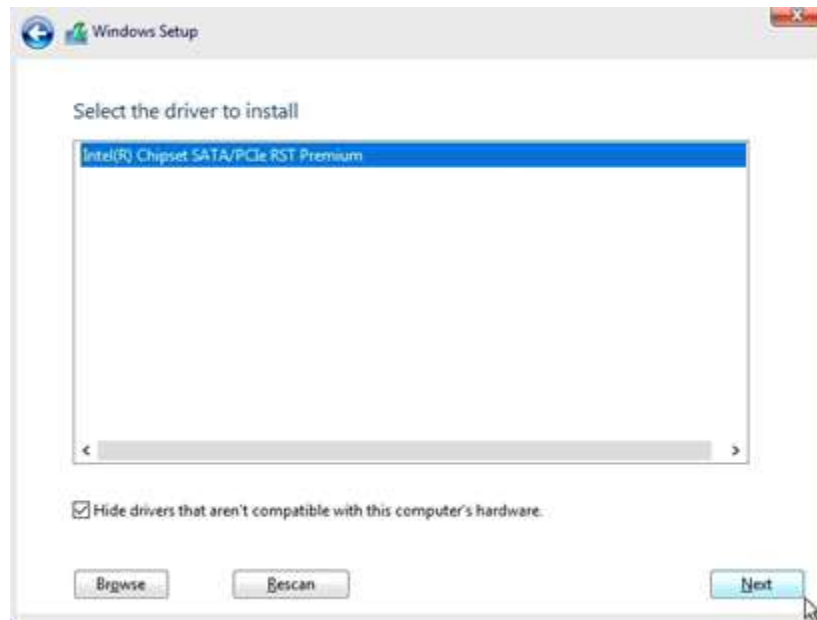 Windows Setup
Select the driver to install
Intel(R) Chipset SATA/PCIe RST Premium
Hide drivers that aren't compatible with this computer's hardware.
Browse Rescan Next